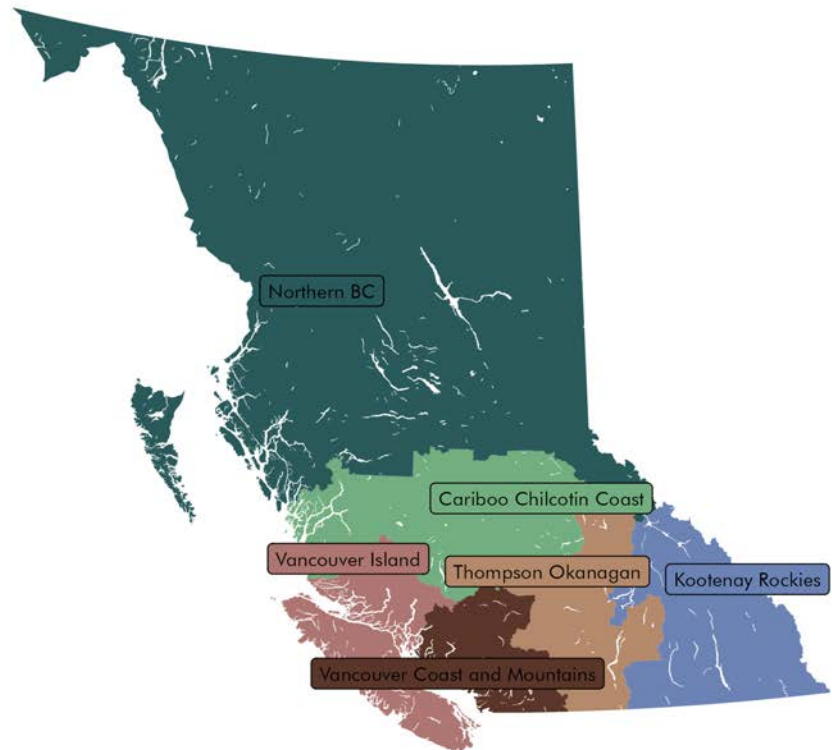 Northern BC
Cariboo Chilcotin Coast
Vancouver Island
Thompson Okanagan
Kootenay Rockies
Vancouver Coast and Mountains